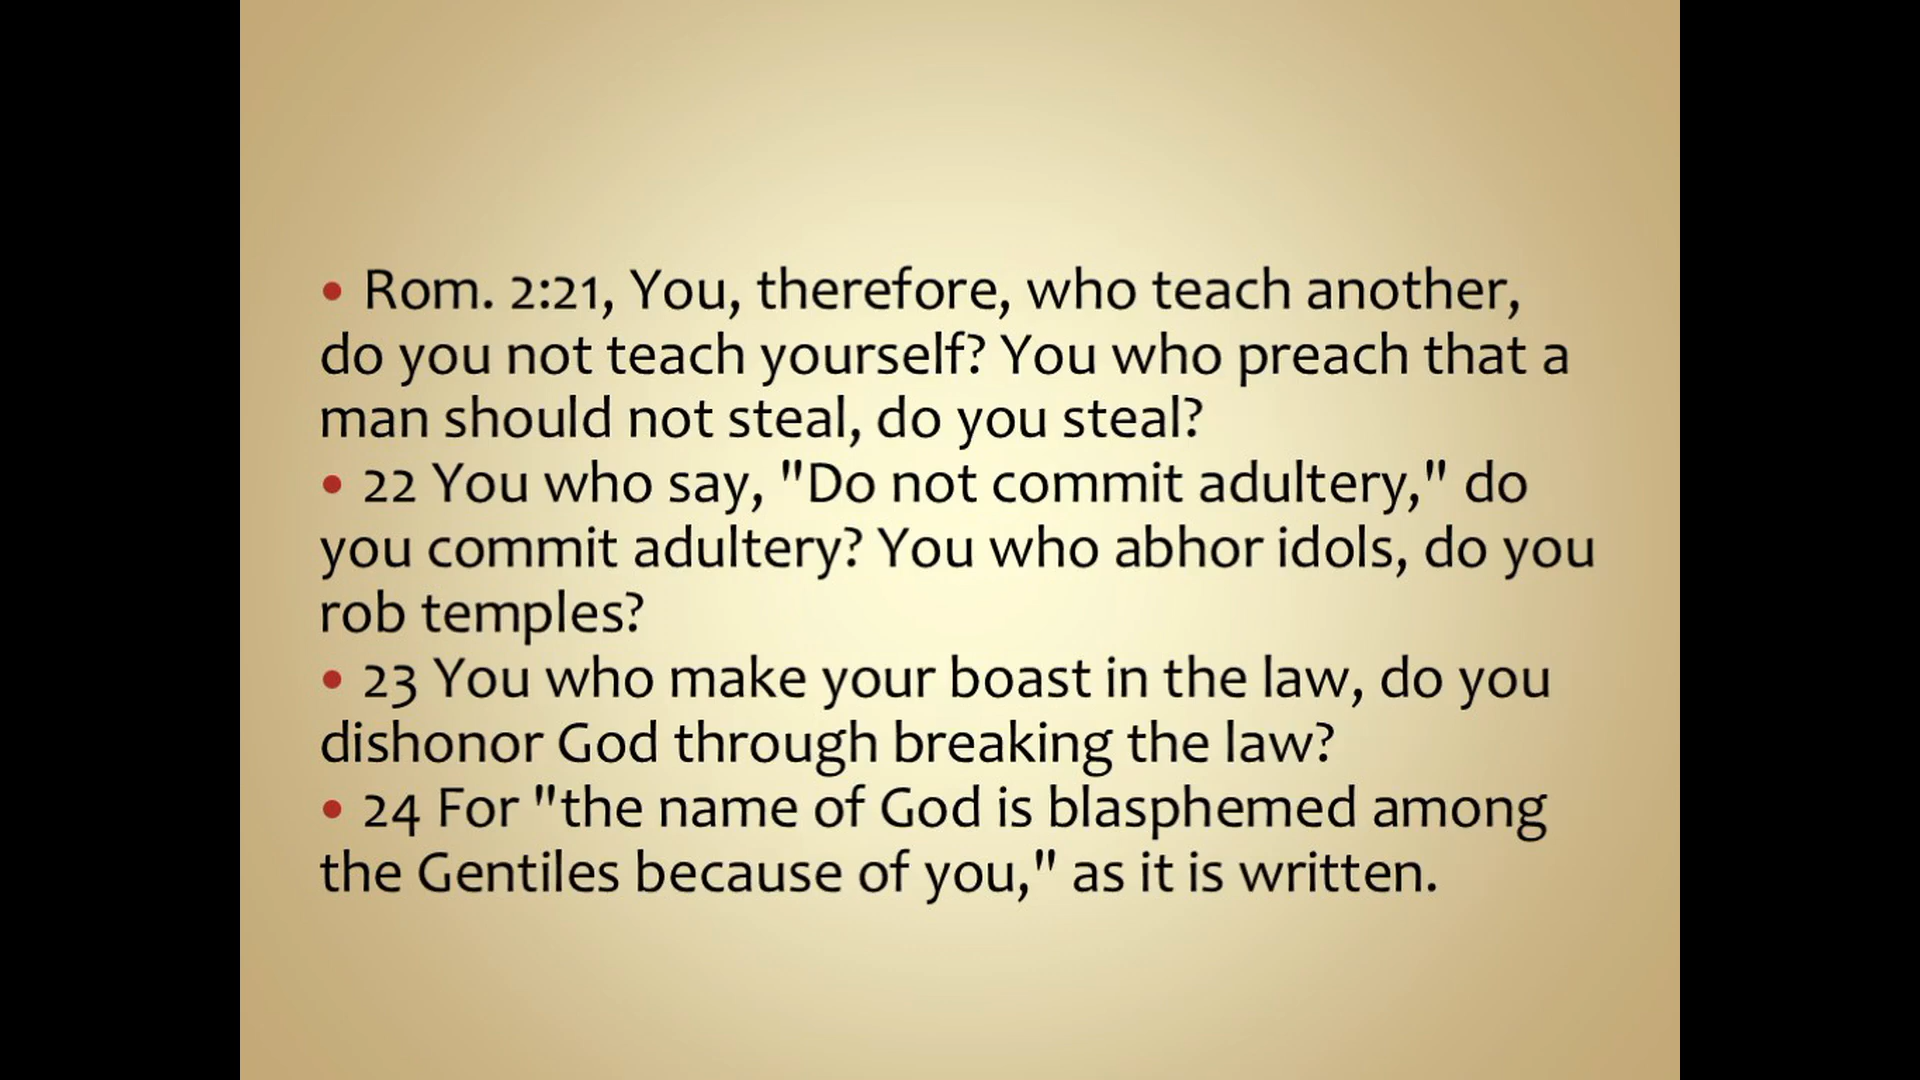 • Rom. 2:21, You, therefore, who teach another,
do you not teach yourself? You who preach that a
man should not steal, do you steal?
• 22 You who say, "Do not commit adultery," do
you commit adultery? You who abhor idols, do you
rob temples?
• 23 You who make your boast in the law, do you
dishonor God through breaking the law?
• 24 For "the name of God is blasphemed among
the Gentiles because of you," as it is written.